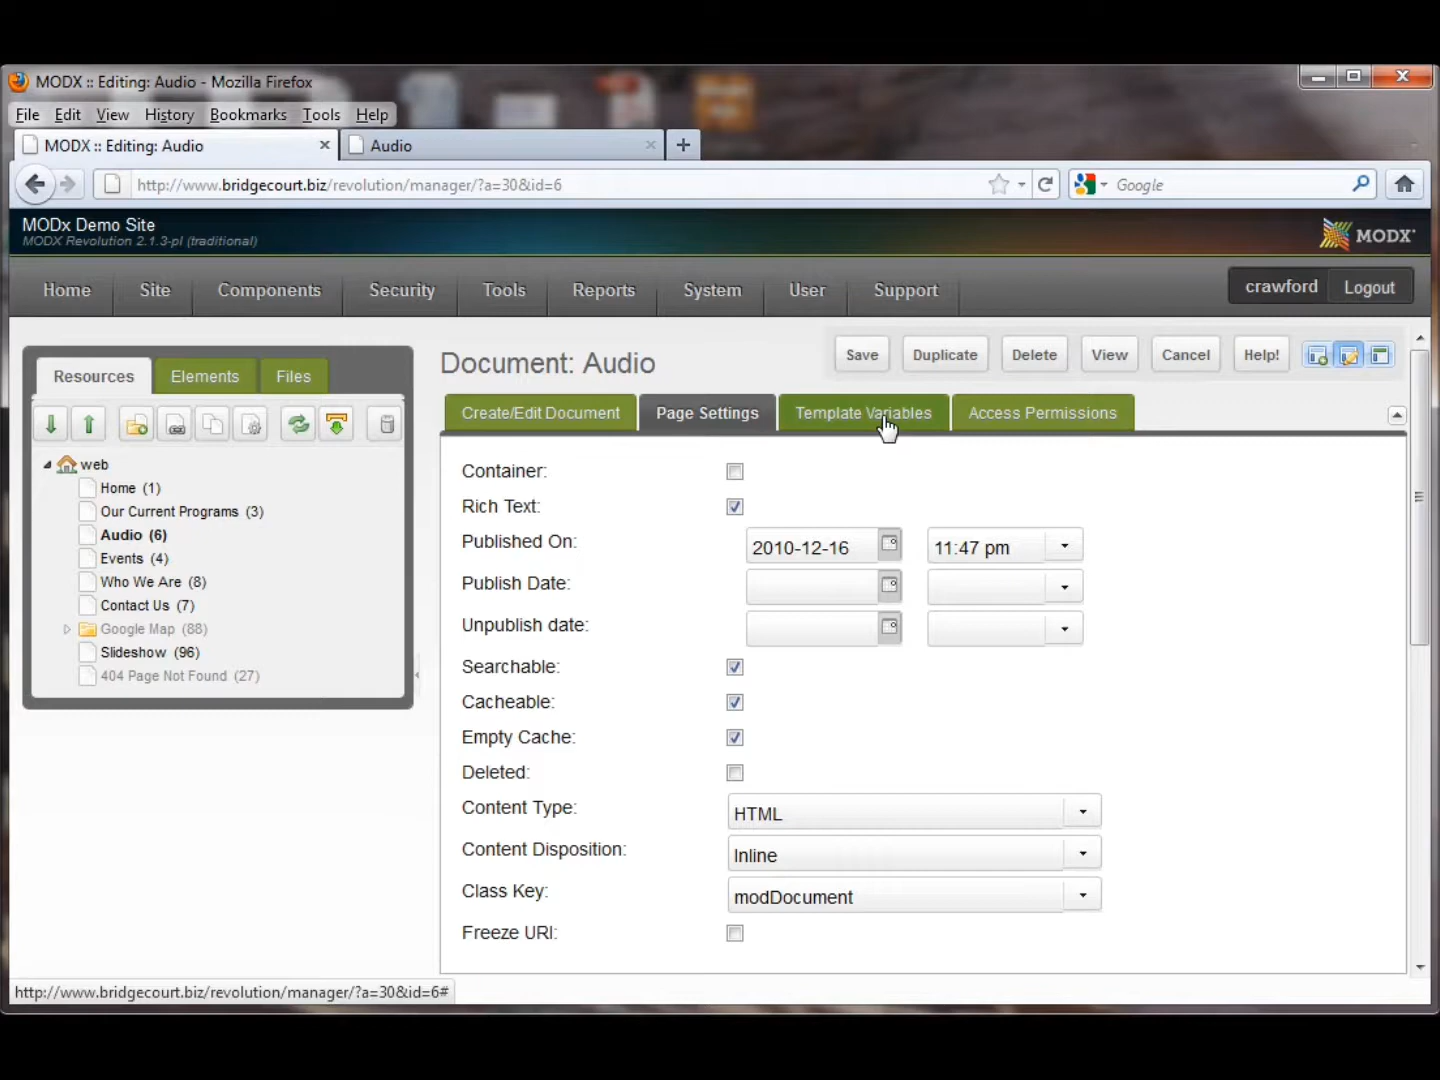 MODX :: Editing: Audio - Mozilla Firefox
File Edit View History Bookmarks Tools Help
MODX :: Editing: Audio × Audio × +
http://www.bridgecourt.biz/revolution/manager/?a=30&id=6 Google
MODx Demo Site
MODX Revolution 2.1.3-pl (traditional)
MODX
Home Site Components Security Tools Reports System User Support crawford Logout
Document: Audio Save Duplicate Delete View Cancel Help!
Resources Elements Files
Create/Edit Document Page Settings Template Variables Access Permissions
web
Home (1)
Our Current Programs (3)
Audio (6)
Events (4)
Who We Are (8)
Contact Us (7)
Google Map (88)
Slideshow (96)
404 Page Not Found (27)
Container:
Rich Text:
Published On: 2010-12-16 11:47 pm
Publish Date:
Unpublish date:
Searchable:
Cacheable:
Empty Cache:
Deleted:
Content Type: HTML
Content Disposition: Inline
Class Key: modDocument
Freeze URI:
http://www.bridgecourt.biz/revolution/manager/?a=30&id=6#